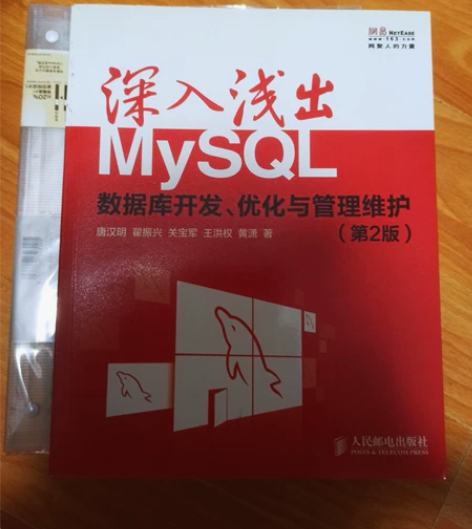 網易 NETEASE
www.163.com
网聚人的力量
深入浅出
MySQL
数据库开发、优化与管理维护
（第2版）
唐汉明 翟振兴 关宝军 王洪权 黄潇 著
人民邮电出版社
POSTS & TELECOM PRESS